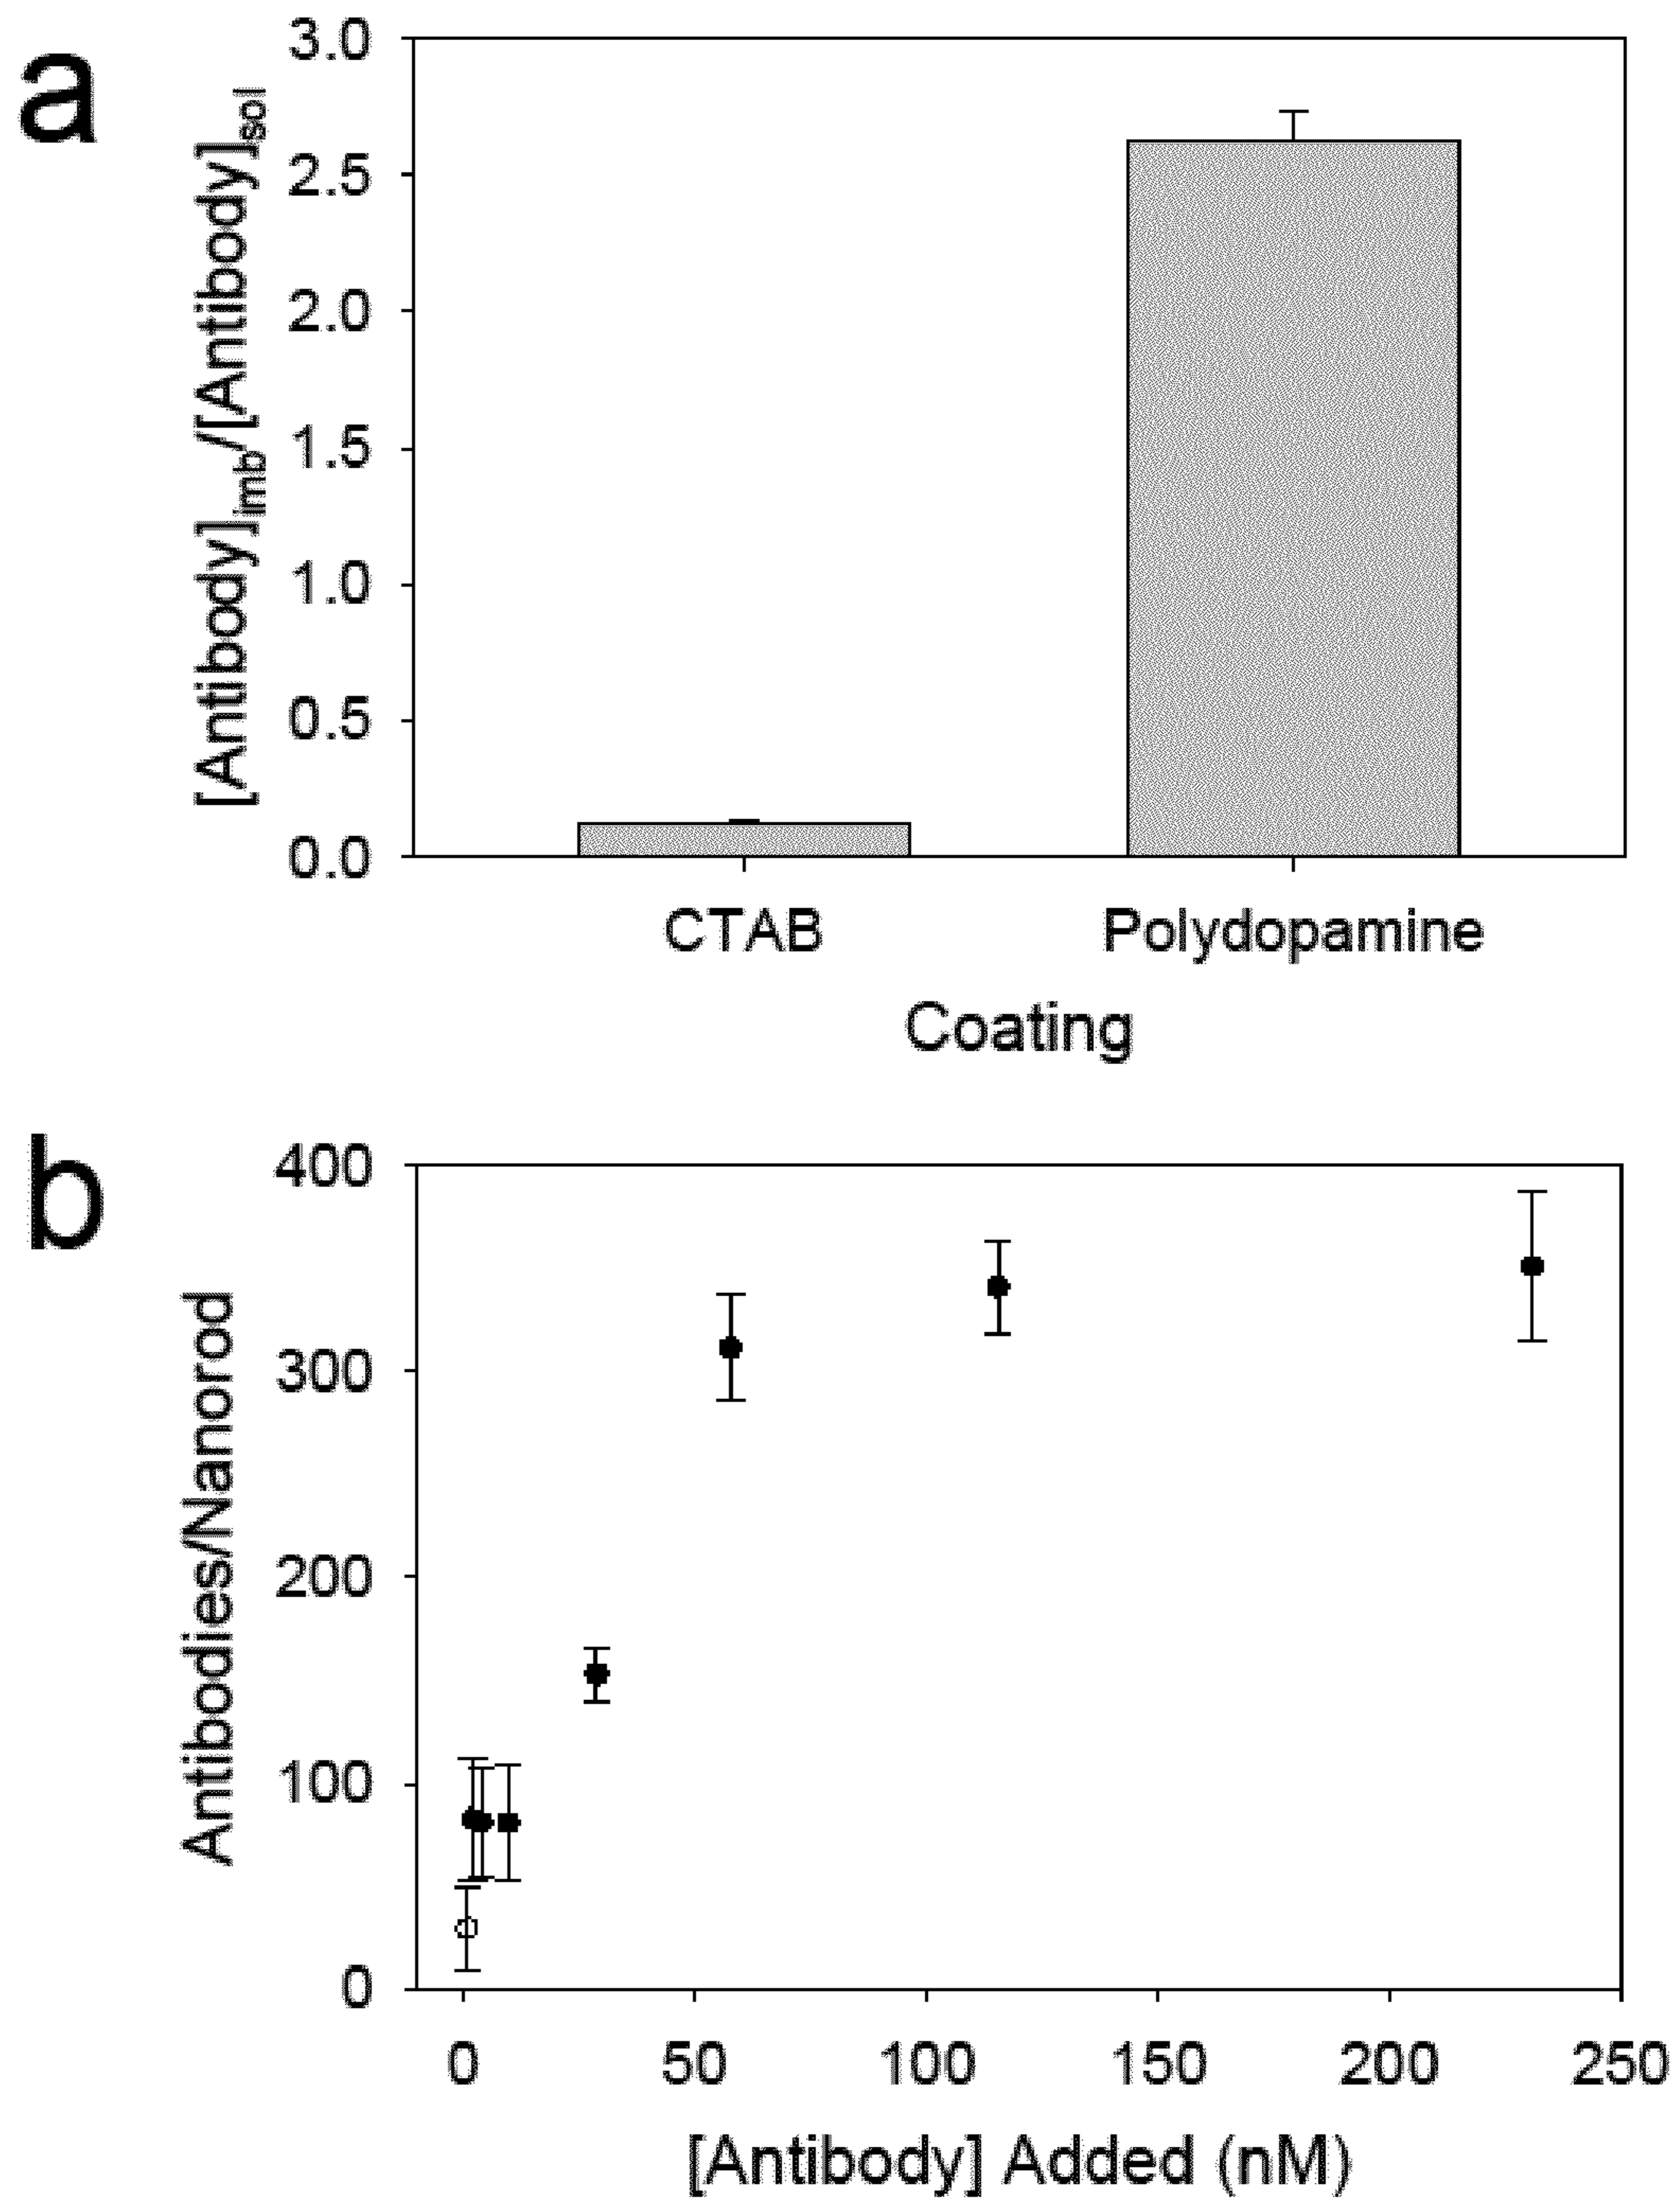 a
[Antibody]imb/[Antibody]sol
3.0
2.5
2.0
1.5
1.0
0.5
0.0
CTAB Polydopamine
Coating
b
Antibodies/Nanorod
400
300
200
100
0
0 50 100 150 200 250
[Antibody] Added (nM)